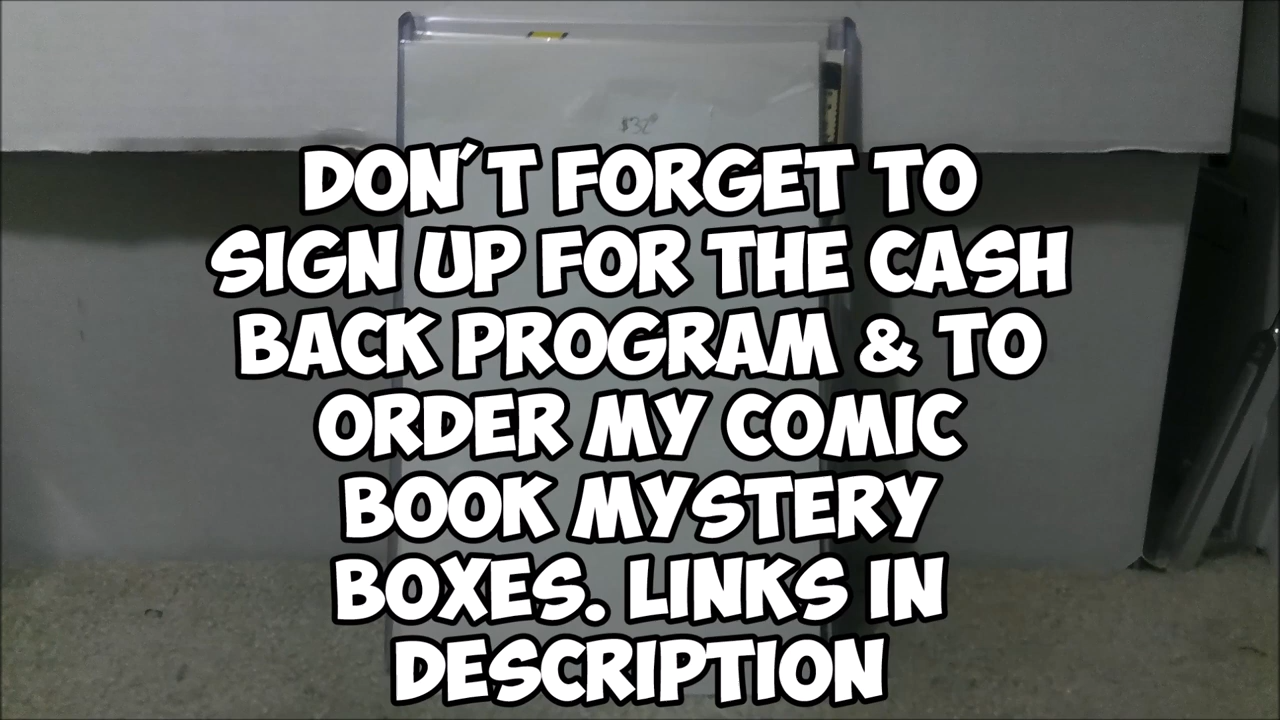 $32
DON'T FORGET TO
SIGN UP FOR THE CASH
BACK PROGRAM & TO
ORDER MY COMIC
BOOK MYSTERY
BOXES. LINKS IN
DESCRIPTION